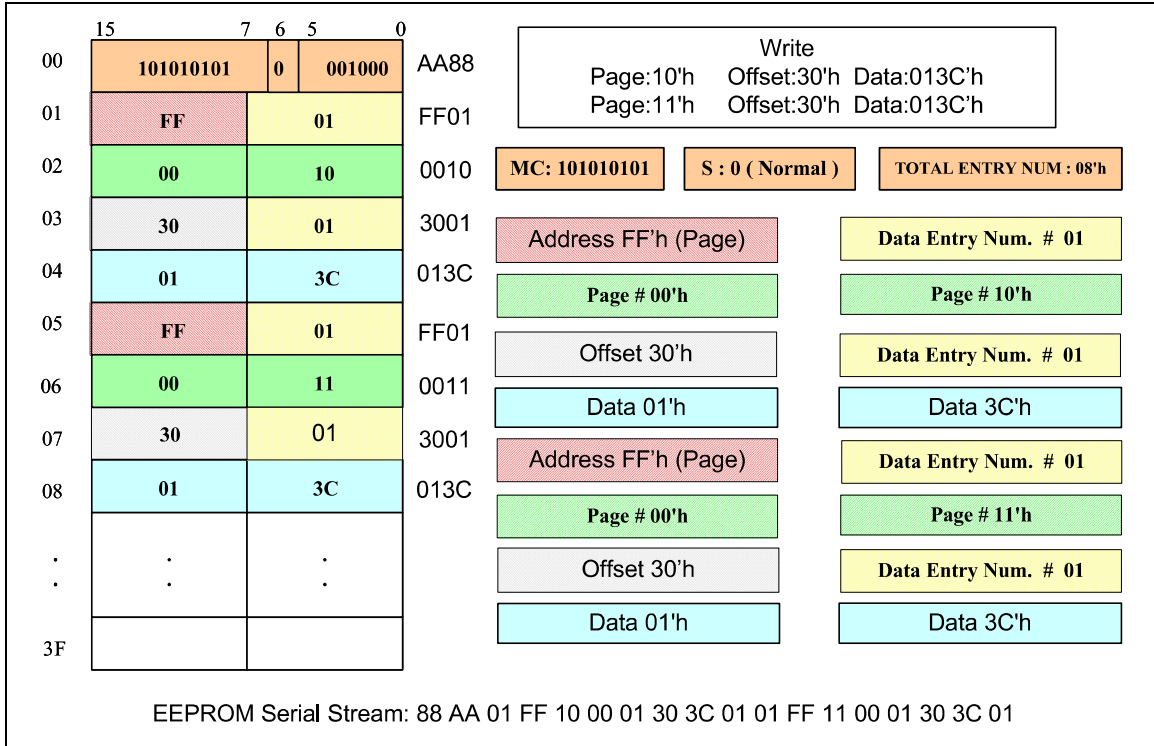 15 7 6 5 0
00 101010101 0 001000 AA88
01 FF 01 FF01
02 00 10 0010
03 30 01 3001
04 01 3C 013C
05 FF 01 FF01
06 00 11 0011
07 30 01 3001
08 01 3C 013C
. . .
. . .
3F
Write
Page:10'h Offset:30'h Data:013C'h
Page:11'h Offset:30'h Data:013C'h
MC: 101010101 S : 0 ( Normal ) TOTAL ENTRY NUM : 08'h
Address FF'h (Page) Data Entry Num. # 01
Page # 00'h Page # 10'h
Offset 30'h Data Entry Num. # 01
Data 01'h Data 3C'h
Address FF'h (Page) Data Entry Num. # 01
Page # 00'h Page # 11'h
Offset 30'h Data Entry Num. # 01
Data 01'h Data 3C'h
EEPROM Serial Stream: 88 AA 01 FF 10 00 01 30 3C 01 01 FF 11 00 01 30 3C 01